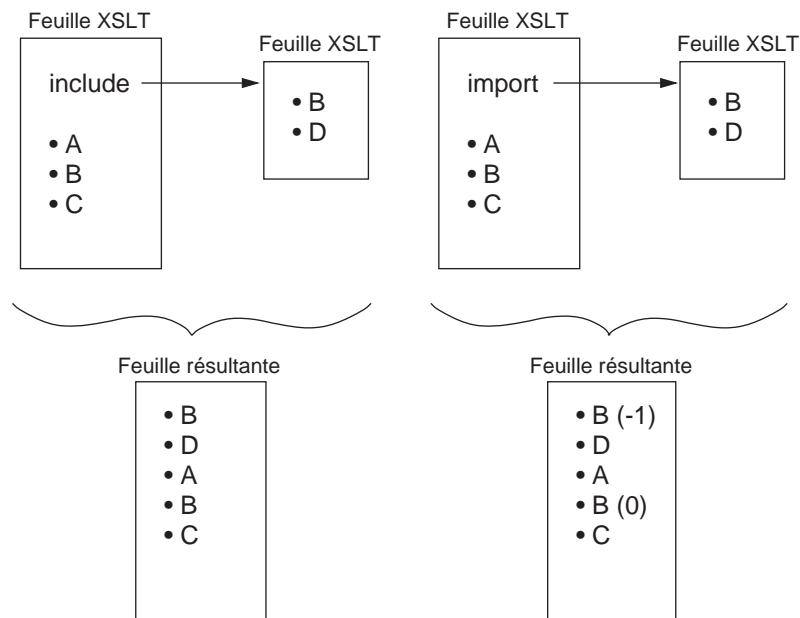 Feuille XSLT
include
• A
• B
• C
Feuille XSLT
• B
• D
Feuille résultante
• B
• D
• A
• B
• C
Feuille XSLT
import
• A
• B
• C
Feuille XSLT
• B
• D
Feuille résultante
• B (-1)
• D
• A
• B (0)
• C